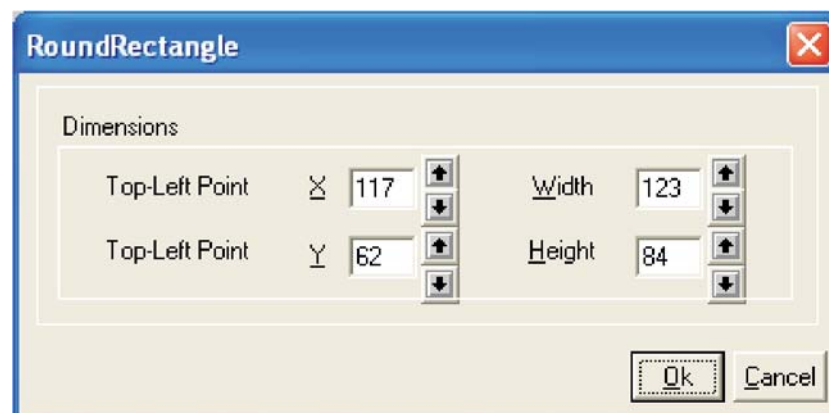 RoundRectangle
Dimensions
Top-Left Point X 117 Width 123
Top-Left Point Y 62 Height 84
Ok Cancel